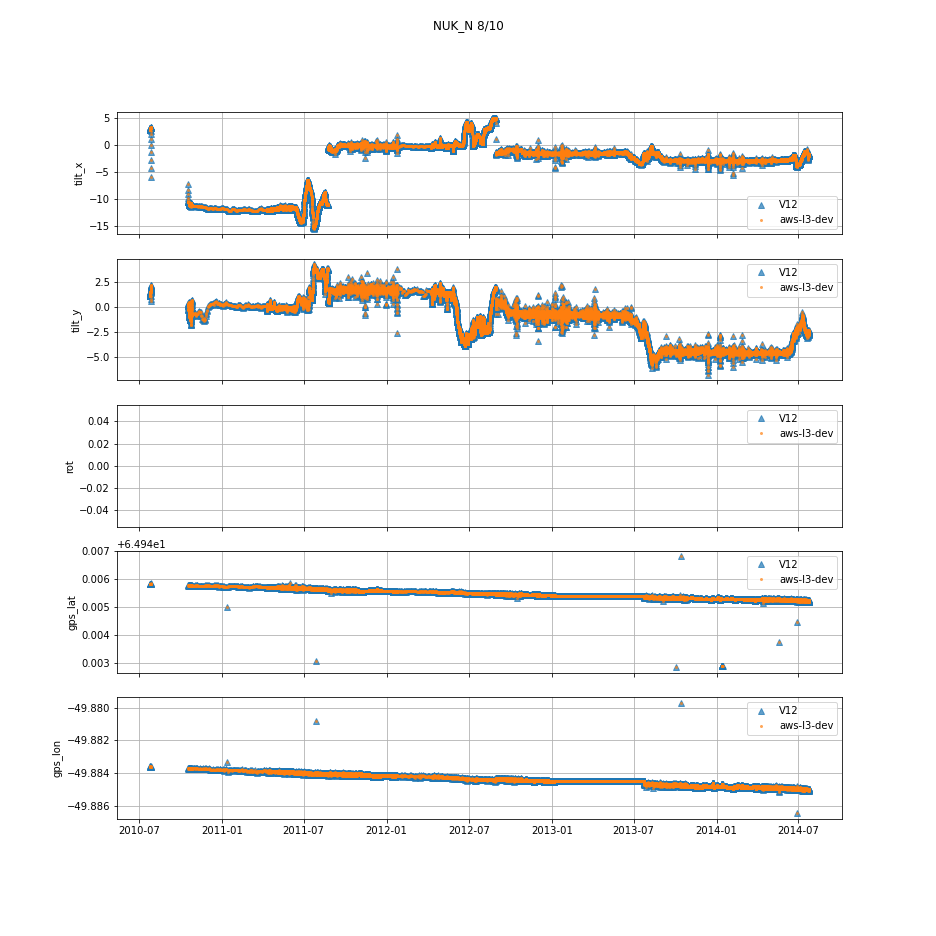 NUK_N 8/10
5
0
−5
−10
−15
tilt_x
V12
aws-l3-dev
2.5
0.0
−2.5
−5.0
tilt_y
V12
aws-l3-dev
0.04
0.02
0.00
−0.02
−0.04
rot
V12
aws-l3-dev
+6.494e1
0.007
0.006
0.005
0.004
0.003
gps_lat
V12
aws-l3-dev
−49.880
−49.882
−49.884
−49.886
gps_lon
V12
aws-l3-dev
2010-07 2011-01 2011-07 2012-01 2012-07 2013-01 2013-07 2014-01 2014-07